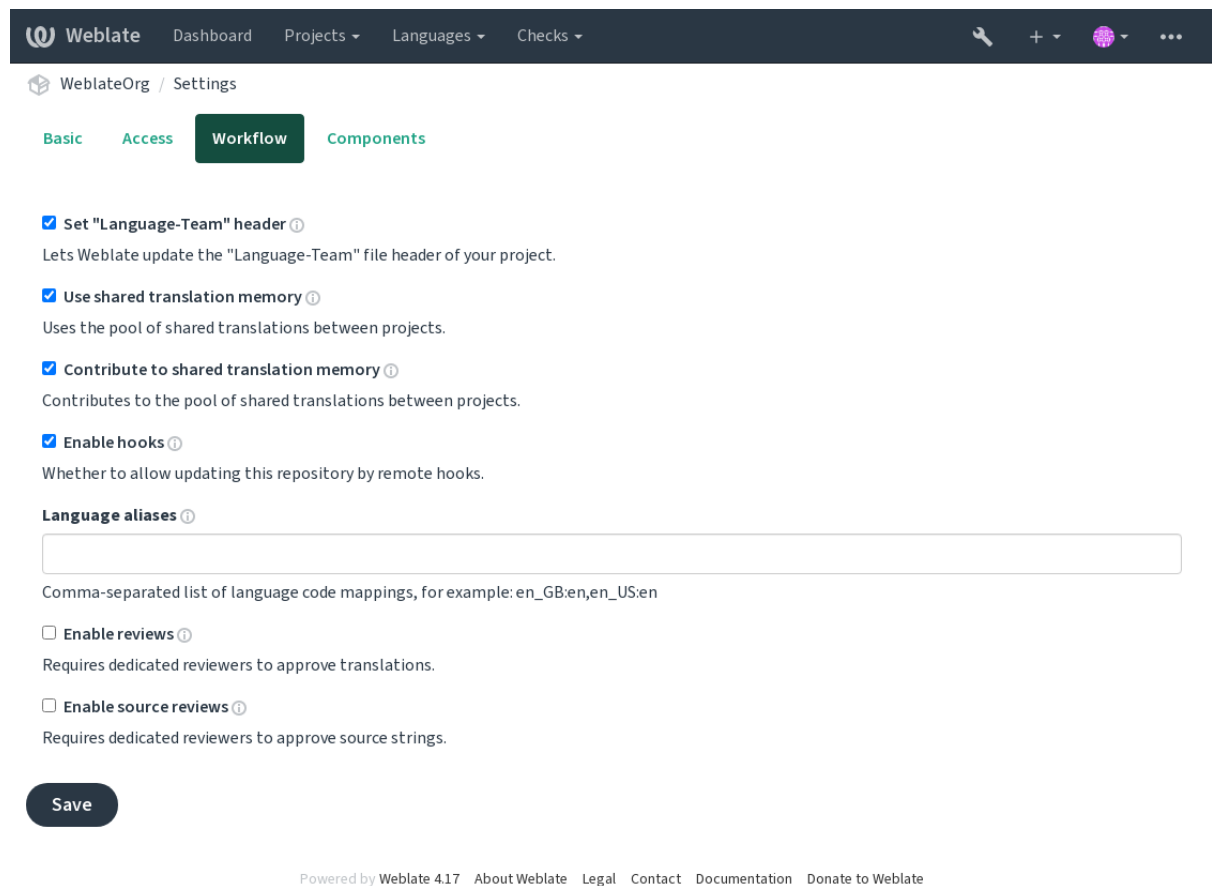 Weblate Dashboard Projects Languages Checks
WeblateOrg / Settings
Basic Access Workflow Components
Set "Language-Team" header
Lets Weblate update the "Language-Team" file header of your project.
Use shared translation memory
Uses the pool of shared translations between projects.
Contribute to shared translation memory
Contributes to the pool of shared translations between projects.
Enable hooks
Whether to allow updating this repository by remote hooks.
Language aliases
Comma-separated list of language code mappings, for example: en_GB:en,en_US:en
Enable reviews
Requires dedicated reviewers to approve translations.
Enable source reviews
Requires dedicated reviewers to approve source strings.
Save
Powered by Weblate 4.17 About Weblate Legal Contact Documentation Donate to Weblate